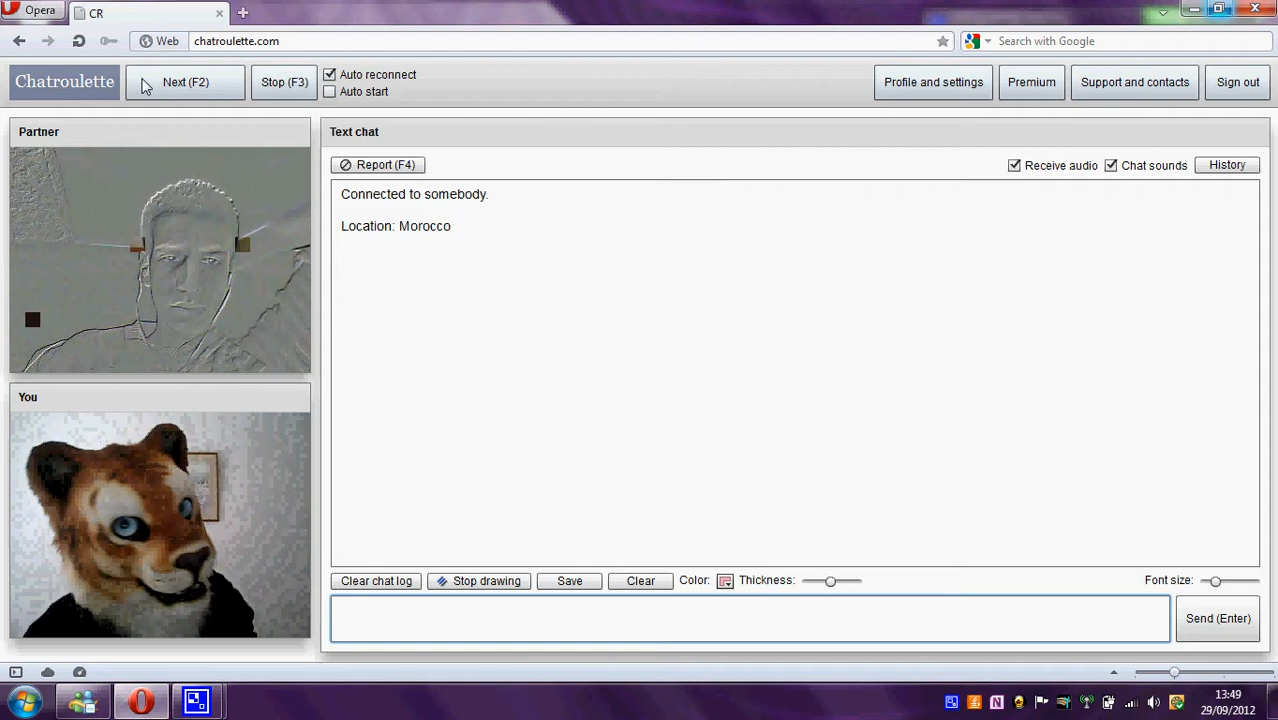 Opera
CR
Web
chatroulette.com
Search with Google
Chatroulette
Next (F2)
Stop (F3)
Auto reconnect
Auto start
Profile and settings
Premium
Support and contacts
Sign out
Partner
Text chat
Report (F4)
Receive audio
Chat sounds
History
Connected to somebody.
Location: Morocco
You
Clear chat log
Stop drawing
Save
Clear
Color:
Thickness:
Font size:
Send (Enter)
13:49
29/09/2012